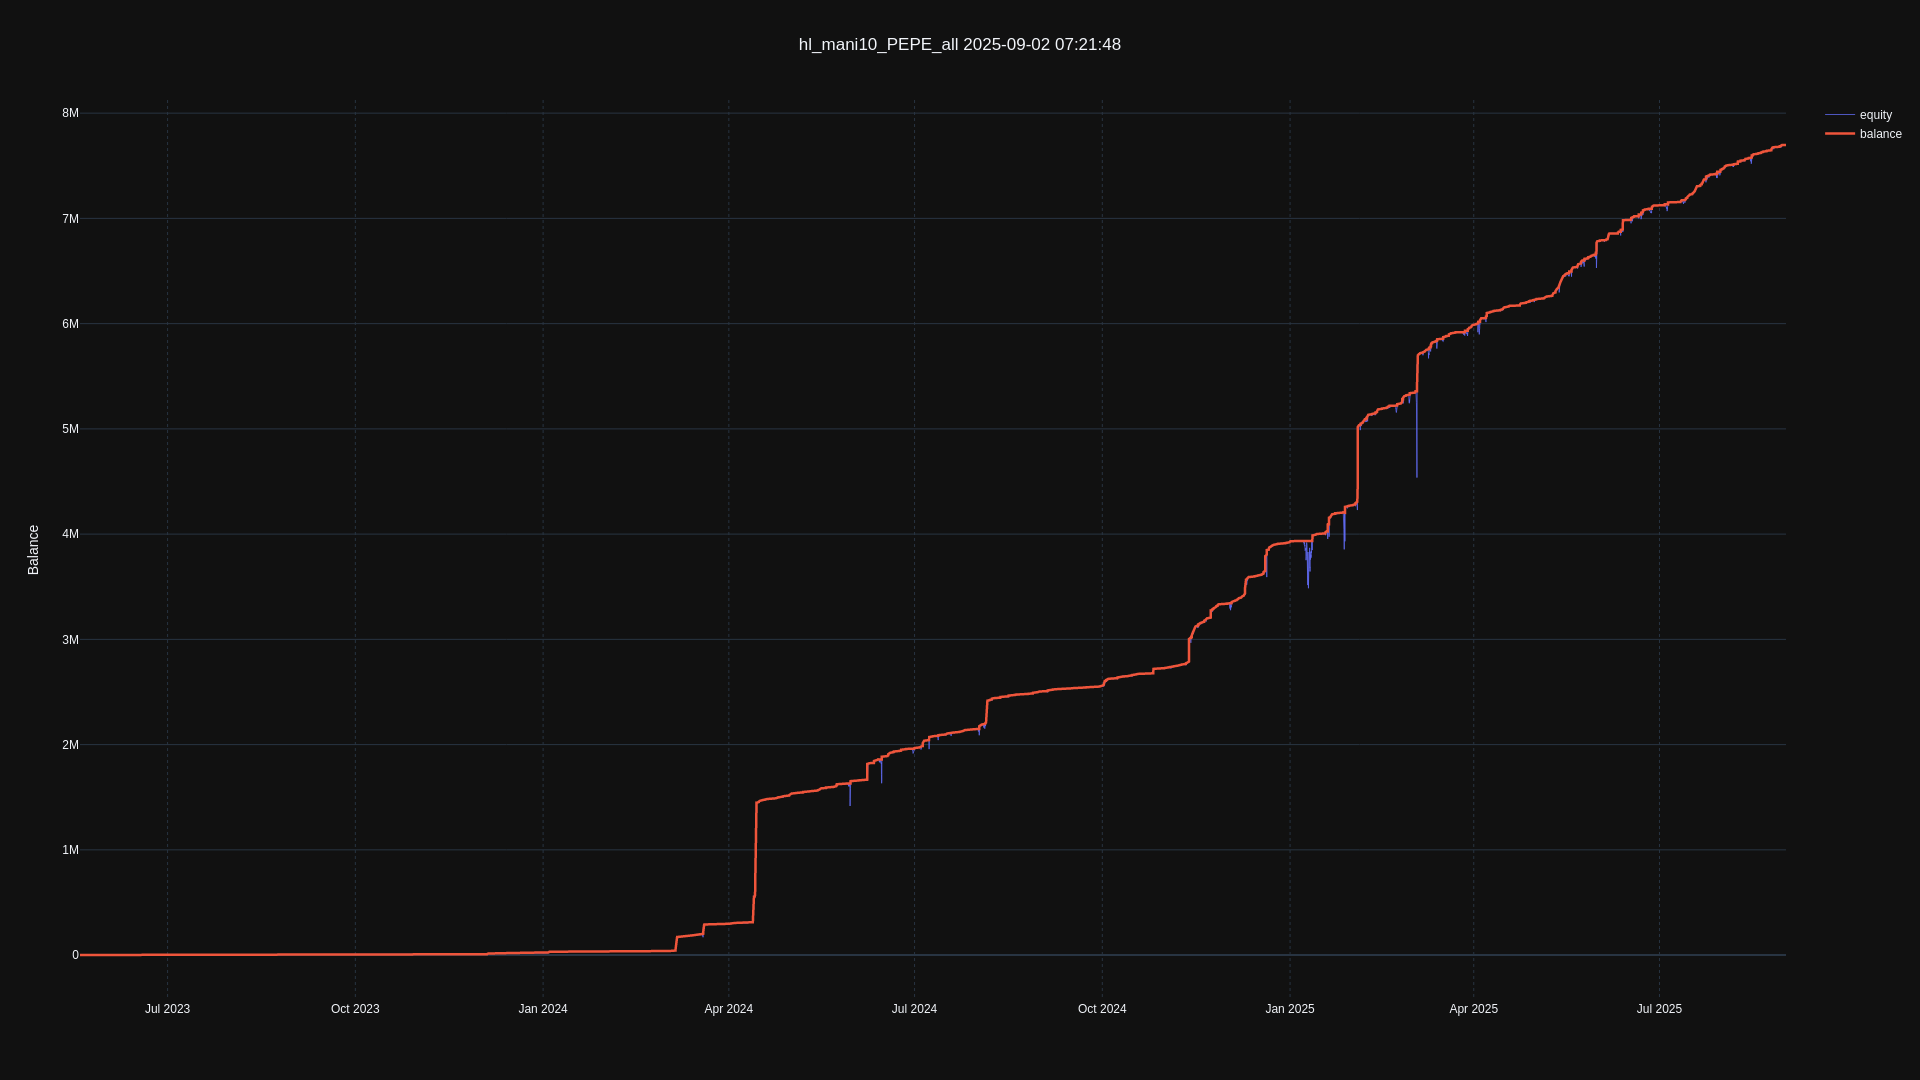 hl_mani10_PEPE_all 2025-09-02 07:21:48
equity
balance
8M
7M
6M
5M
4M
3M
2M
1M
0
Balance
Jul 2023
Oct 2023
Jan 2024
Apr 2024
Jul 2024
Oct 2024
Jan 2025
Apr 2025
Jul 2025